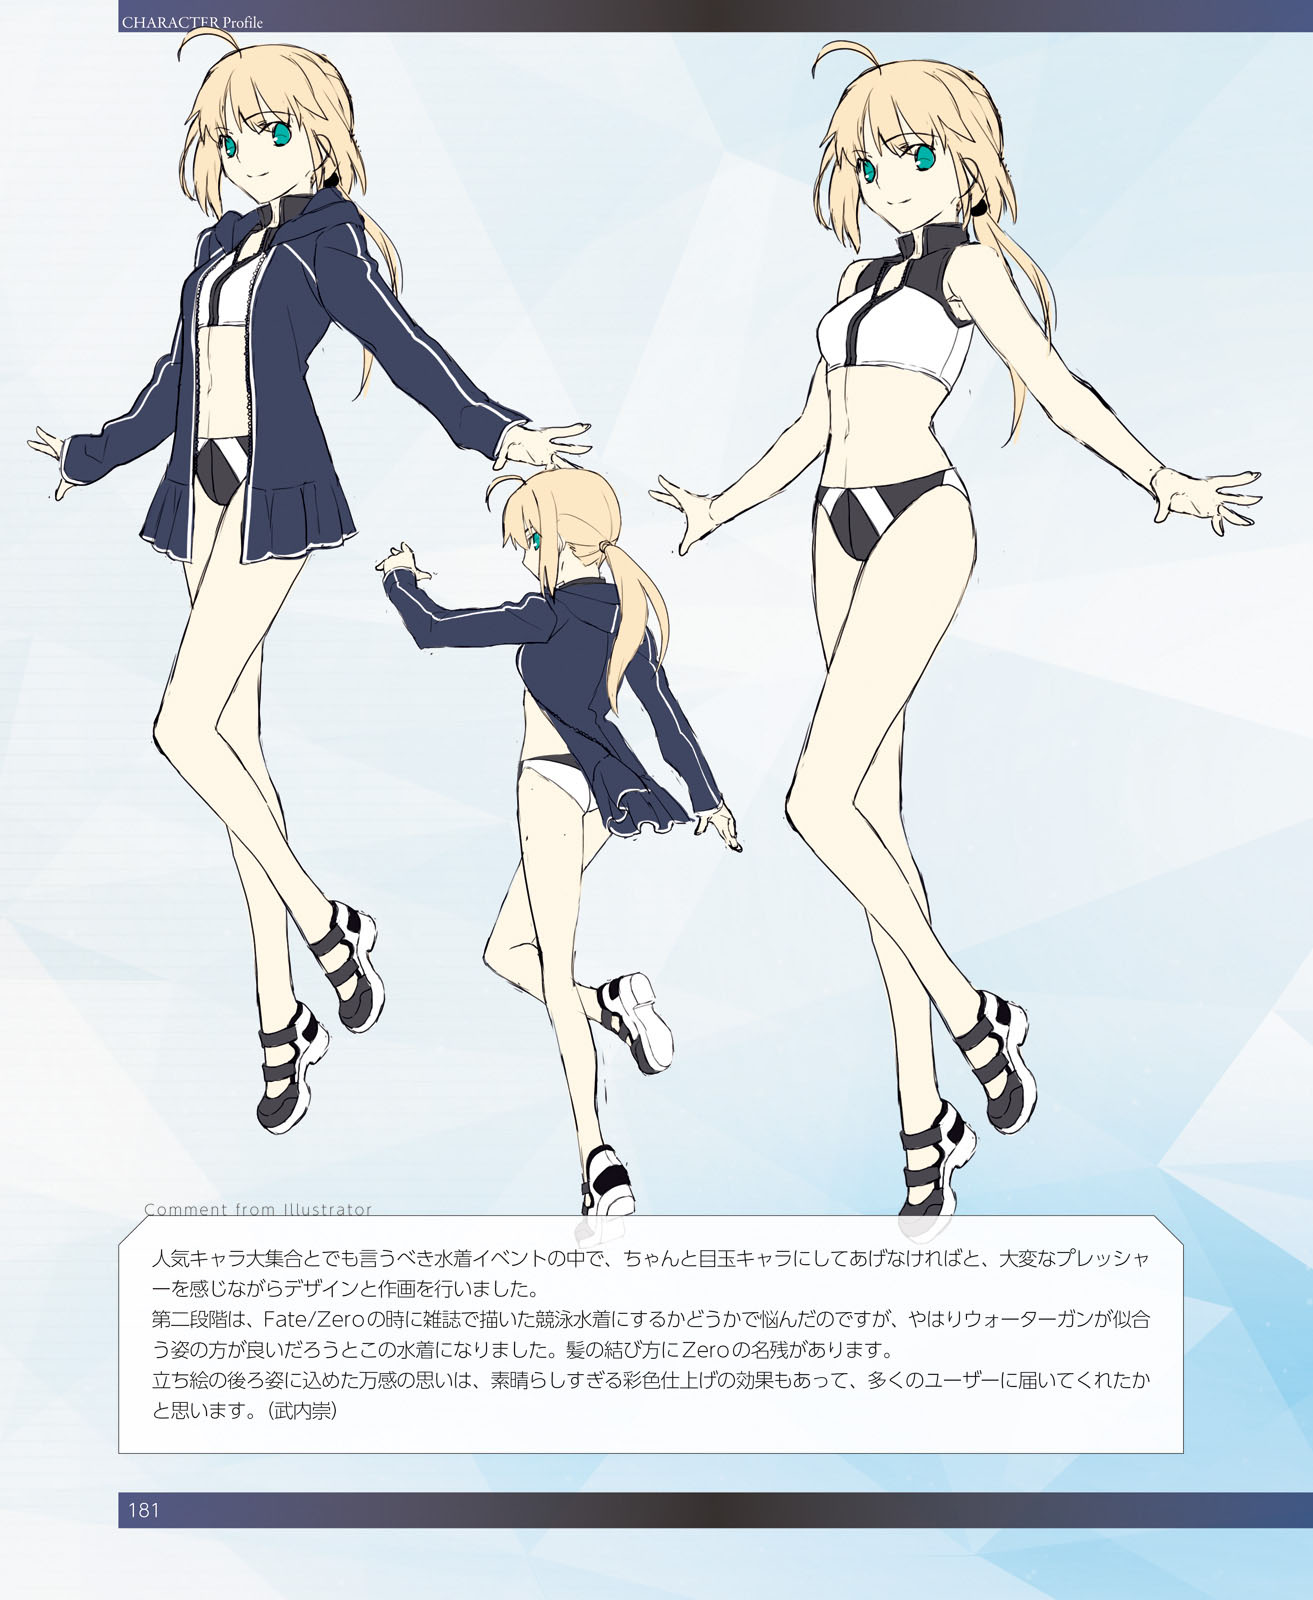 CHARACTER Profile
Comment from Illustrator
人気キャラ大集合とでも言うべき水着イベントの中で、ちゃんと目玉キャラにしてあげなければと、大変なプレッシャ
ーを感じながらデザインと作画を行いました。
第二段階は、Fate/Zeroの時に雑誌で描いた競泳水着にするかどうかで悩んだのですが、やはりウォーターガンが似合
う姿の方が良いだろうとこの水着になりました。髪の結び方にZeroの名残があります。
立ち絵の後ろ姿に込めた万感の思いは、素晴らしすぎる彩色仕上げの効果もあって、多くのユーザーに届いてくれたか
と思います。（武内崇）
181